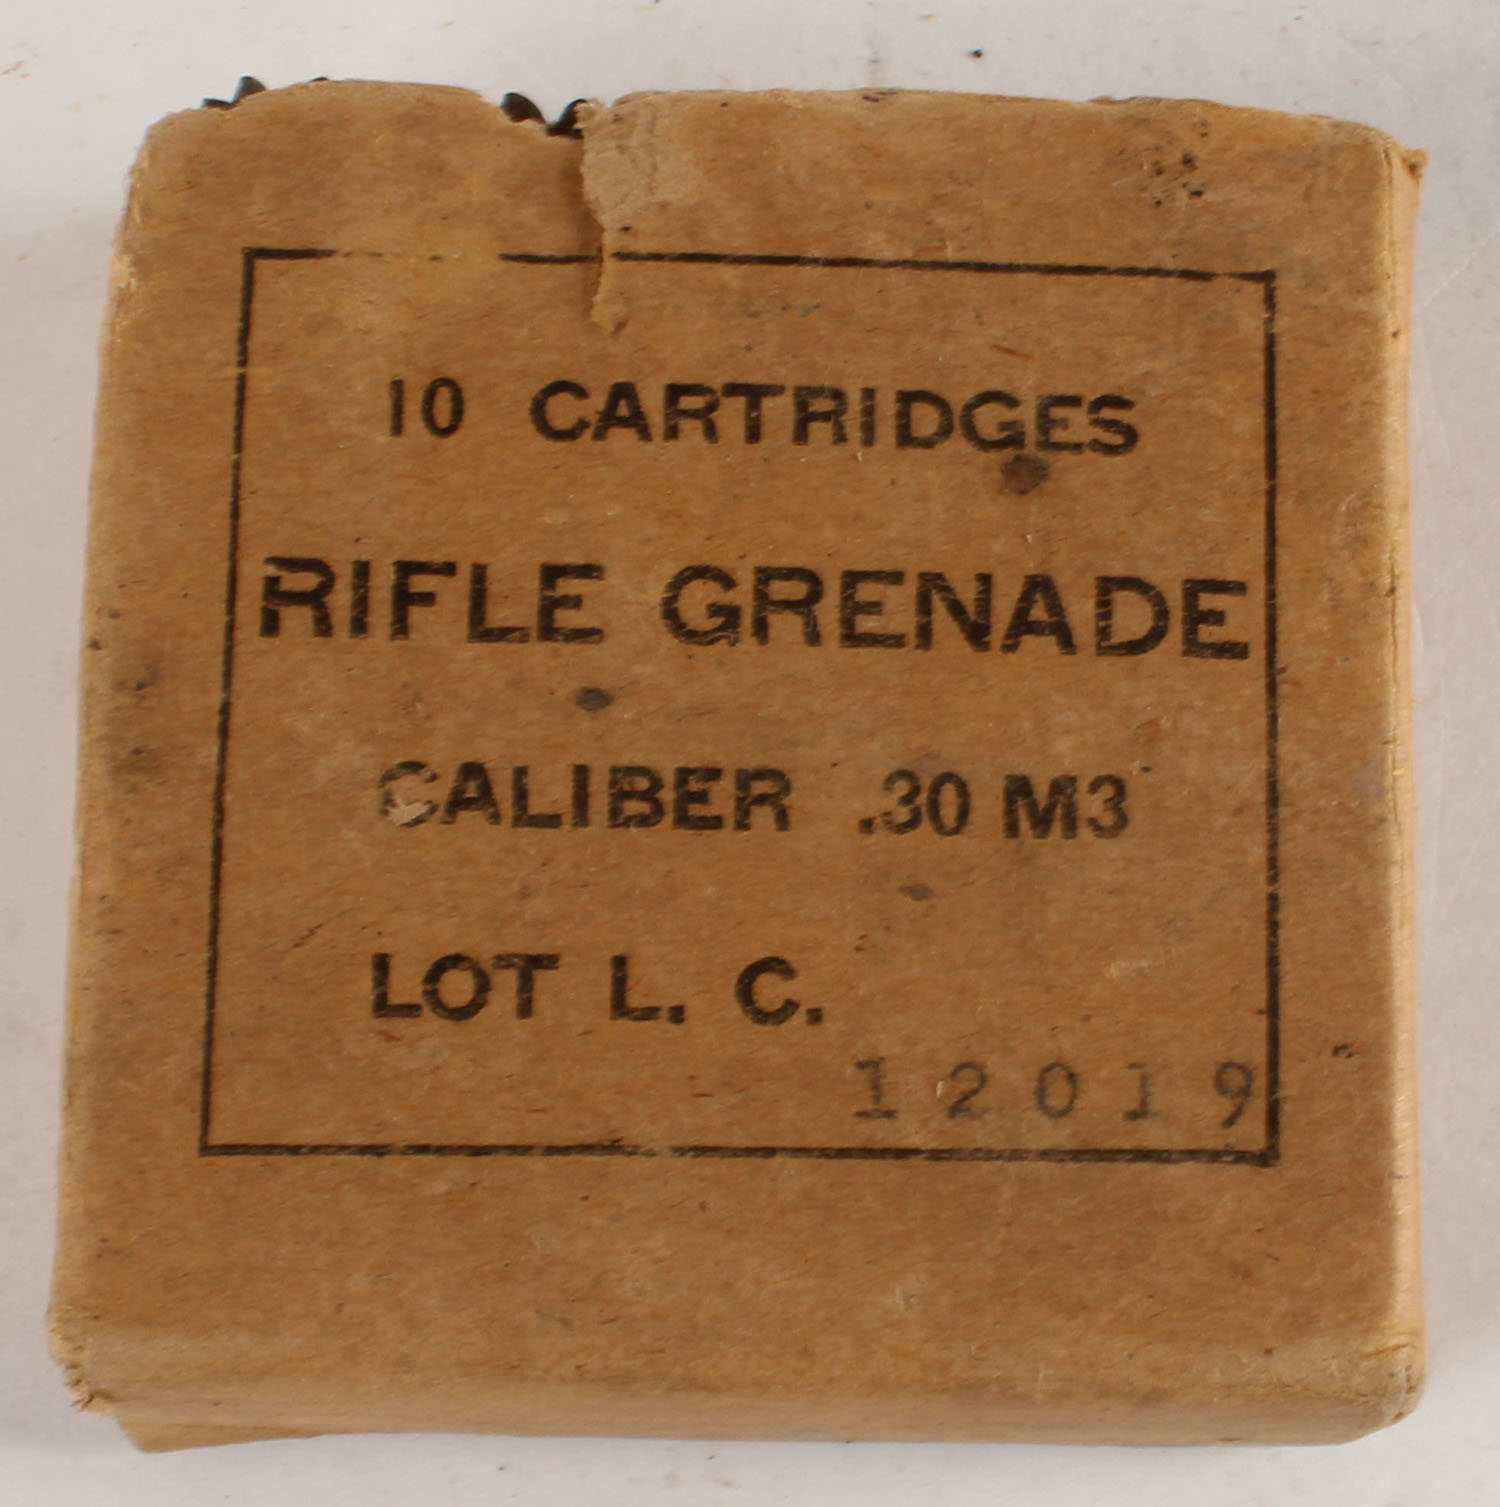 10 CARTRIDGES
RIFLE GRENADE
CALIBER .30 M3
LOT L. C.
12019